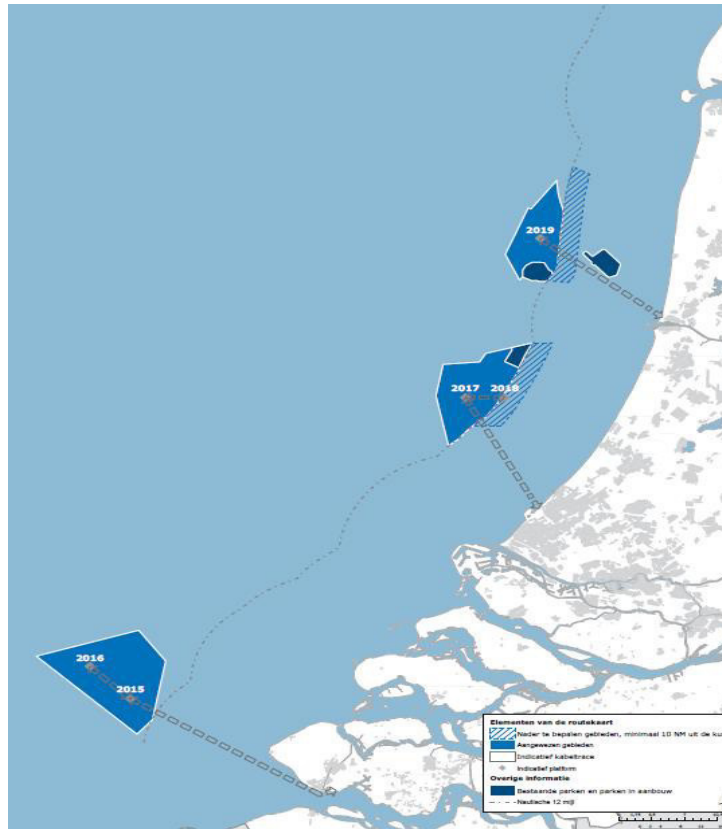 2019
2017
2018
2016
2015
Elementen van de routekaart
Nader te bepalen gebieden, minimaal 10 NM uit de ku
Aangewezen gebieden
Indicatief kabeltrace
Indicatief platform
Overige informatie
Bestaande parken en parken in aanbouw
Nautische 12 mijl